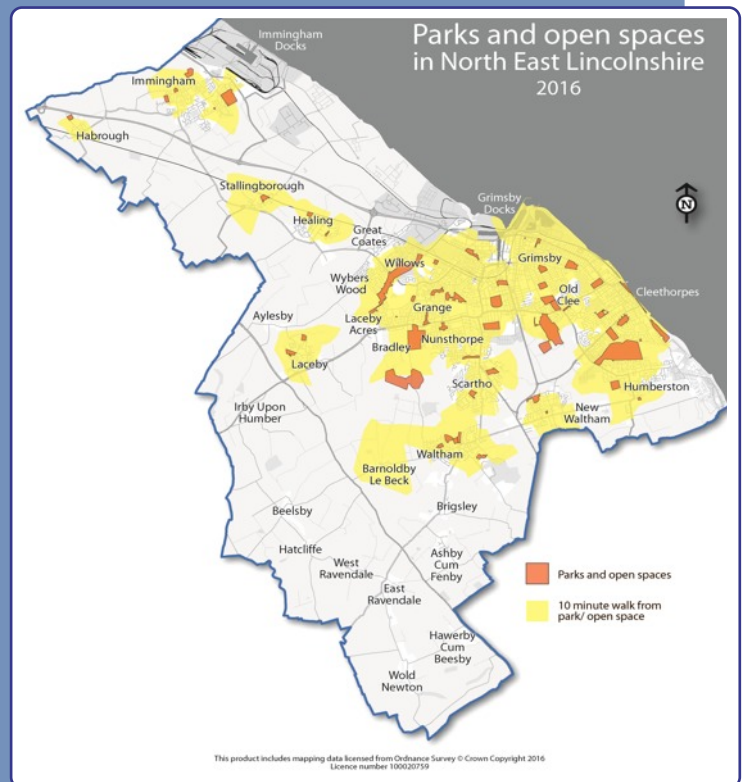 Parks and open spaces
in North East Lincolnshire
2016
Immingham
Docks
Immingham
Habrough
Stallingborough
Healing
Great
Coates
Grimsby
Docks
N
Willows
Grimsby
Wybers
Wood
Old
Clee
Cleethorpes
Grange
Aylesby
Laceby
Acres
Nunsthorpe
Bradley
Laceby
Scartho
Humberston
Irby Upon
Humber
New
Waltham
Waltham
Barnoldby
Le Beck
Brigsley
Beelsby
Hatcliffe
West
Ravendale
Ashby
Cum
Fenby
East
Ravendale
Hawerby
Cum
Beesby
Wold
Newton
Parks and open spaces
10 minute walk from
park/ open space
This product includes mapping data licensed from Ordnance Survey © Crown Copyright 2016
Licence number 100020759